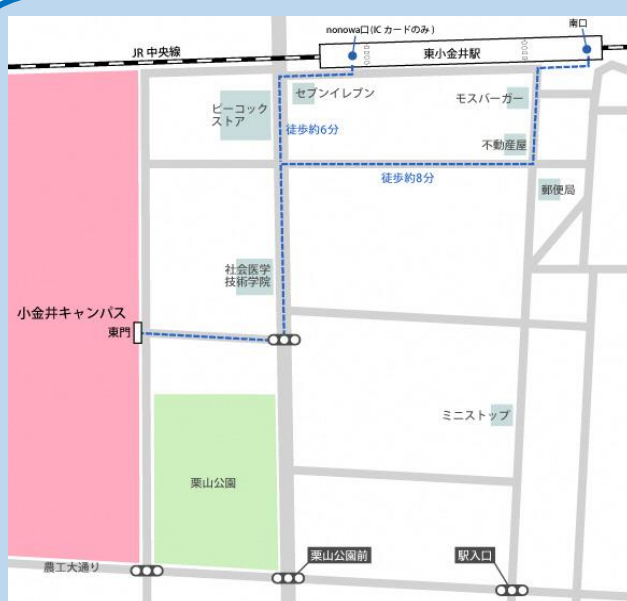 nonowa口(ICカードのみ)
南口
JR 中央線
東小金井駅
セブンイレブン
モスバーガー
ピーコック
ストア
徒歩約6分
不動産屋
徒歩約8分
郵便局
社会医学
技術学院
小金井キャンパス
東門
ミニストップ
栗山公園
栗山公園前
駅入口
農工大通り